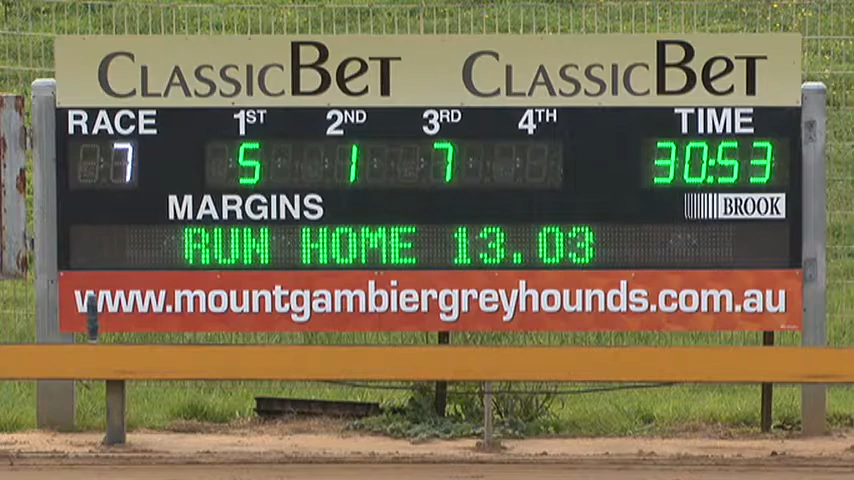 CLASSICBET CLASSICBET
RACE 1ST 2ND 3RD 4TH TIME
7 5 1 7 30:53
MARGINS BROOK
RUN HOME 13.03
www.mountgambiergreyhounds.com.au